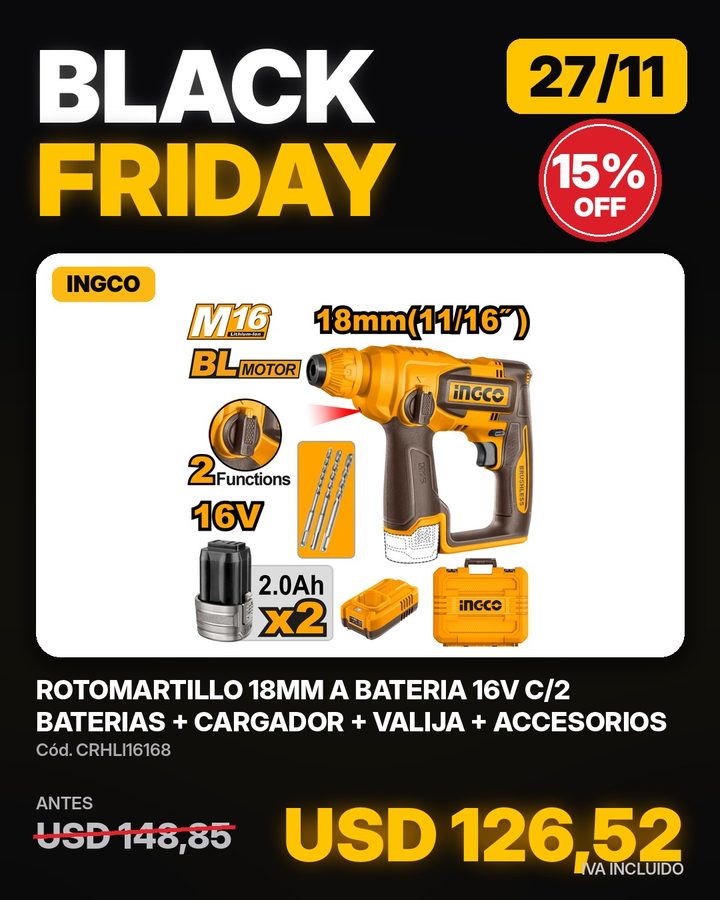 BLACK
FRIDAY
27/11
15%
OFF
INGCO
M16
Lithium-Ion
18mm(11/16″)
BL MOTOR
INGCO
2 Functions
BRUSHLESS
16V
2.0Ah
x2
INGCO
ROTOMARTILLO 18MM A BATERIA 16V C/2
BATERIAS + CARGADOR + VALIJA + ACCESORIOS
Cód. CRHLI16168
ANTES
USD 148,85
USD 126,52
IVA INCLUIDO